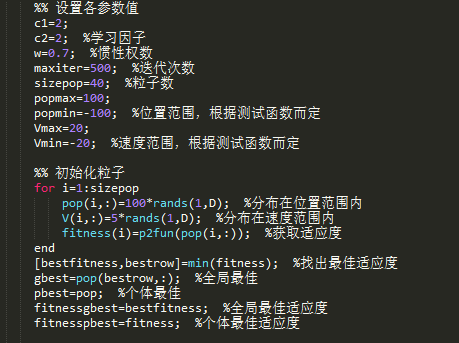 %% 设置各参数值
c1=2;
c2=2;  %学习因子
w=0.7;  %惯性权数
maxiter=500;  %迭代次数
sizepop=40;  %粒子数
popmax=100;
popmin=-100;  %位置范围，根据测试函数而定
Vmax=20;
Vmin=-20;  %速度范围，根据测试函数而定
%% 初始化粒子
for i=1:sizepop
    pop(i,:)=100*rands(1,D);  %分布在位置范围内
    V(i,:)=5*rands(1,D);  %分布在速度范围内
    fitness(i)=p2fun(pop(i,:));  %获取适应度
end
[bestfitness,bestrow]=min(fitness);  %找出最佳适应度
gbest=pop(bestrow,:);  %全局最佳
pbest=pop;  %个体最佳
fitnessgbest=bestfitness;  %全局最佳适应度
fitnesspbest=fitness;  %个体最佳适应度